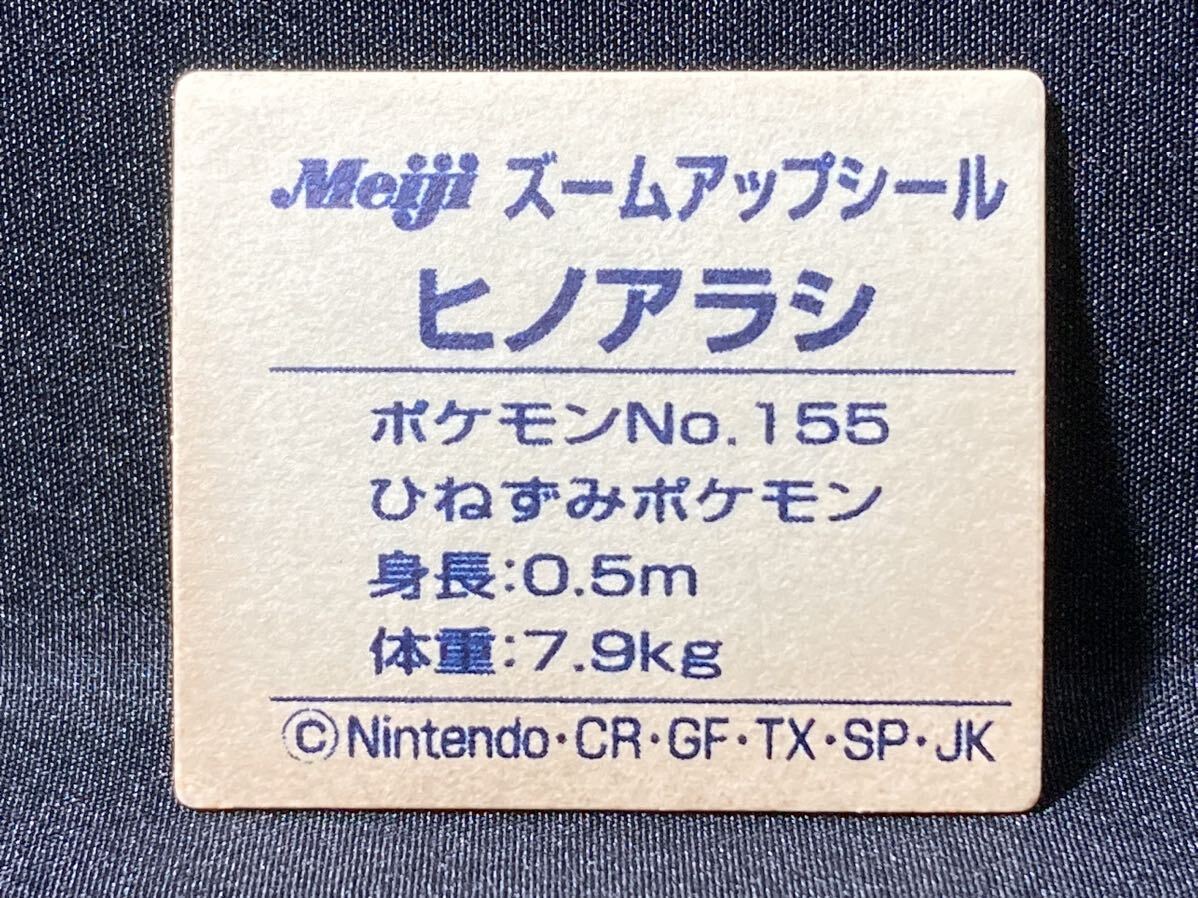 Meiji ズームアップシール
ヒノアラシ
ポケモンNo.155
ひねずみポケモン
身長:0.5m
体重:7.9kg
©Nintendo·CR·GF·TX·SP·JK